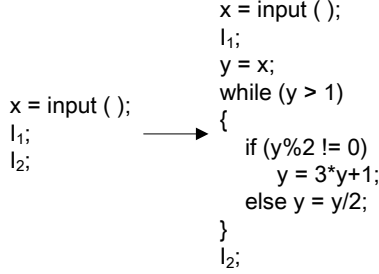 x = input ( );
I₁;
I₂;
x = input ( );
I₁;
y = x;
while (y > 1)
{
if (y%2 != 0)
y = 3*y+1;
else y = y/2;
}
I₂;